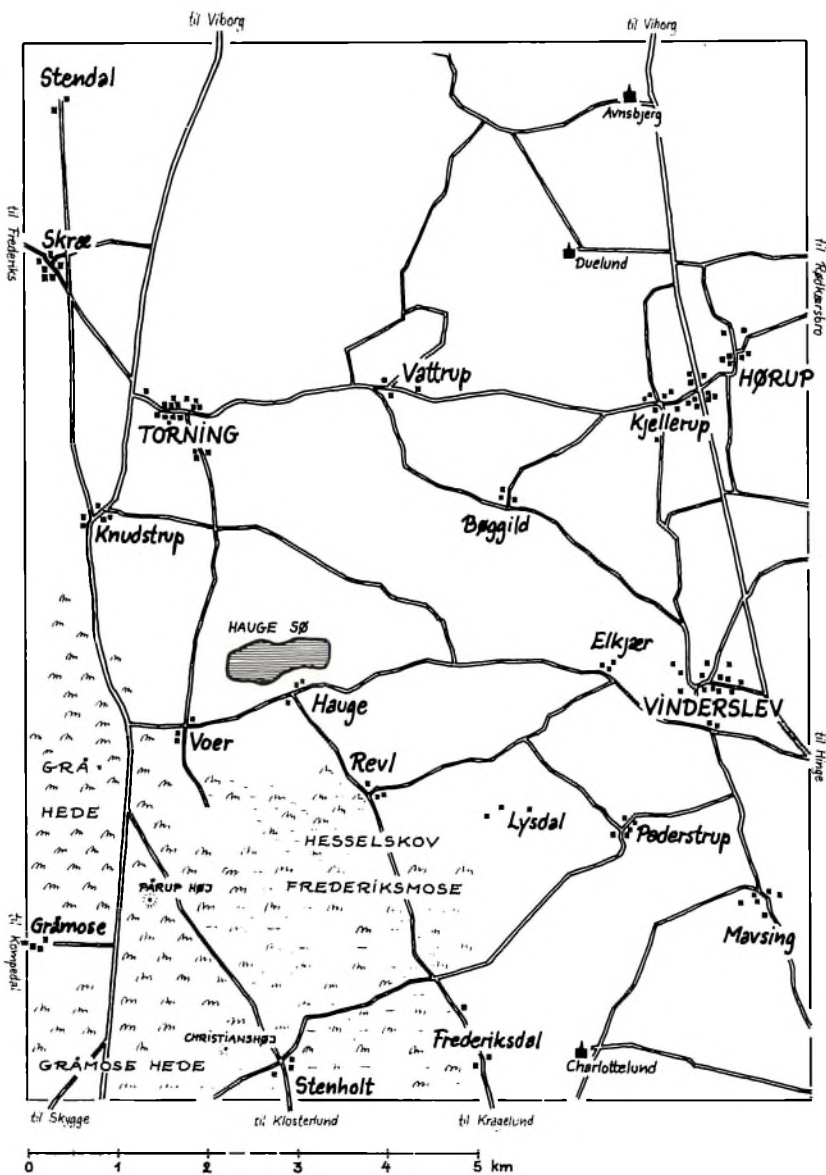 til Viborg
til Viborg
Stendal
Avnsbjerg
til Frederiks
Skræ
Duelund
til Rødkærsbro
Vattrup
HØRUP
TORNING
Kjellerup
Knudstrup
Bøggild
HAUGE SØ
Elkjær
Hauge
VINDERSLEV
Voer
til Hinge
GRÅ
HEDE
Revl
Lysdal
HESSELSKOV
Pederstrup
FREDERIKSMOSE
PÅRUP HØJ
til Kompedal
Gråmose
Mavsing
CHRISTIANSHØJ
Frederiksdal
GRÅMOSE HEDE
Stenholt
Charlottelund
til Skygge
til Klosterlund
til Kragelund
0 1 2 3 4 5 km